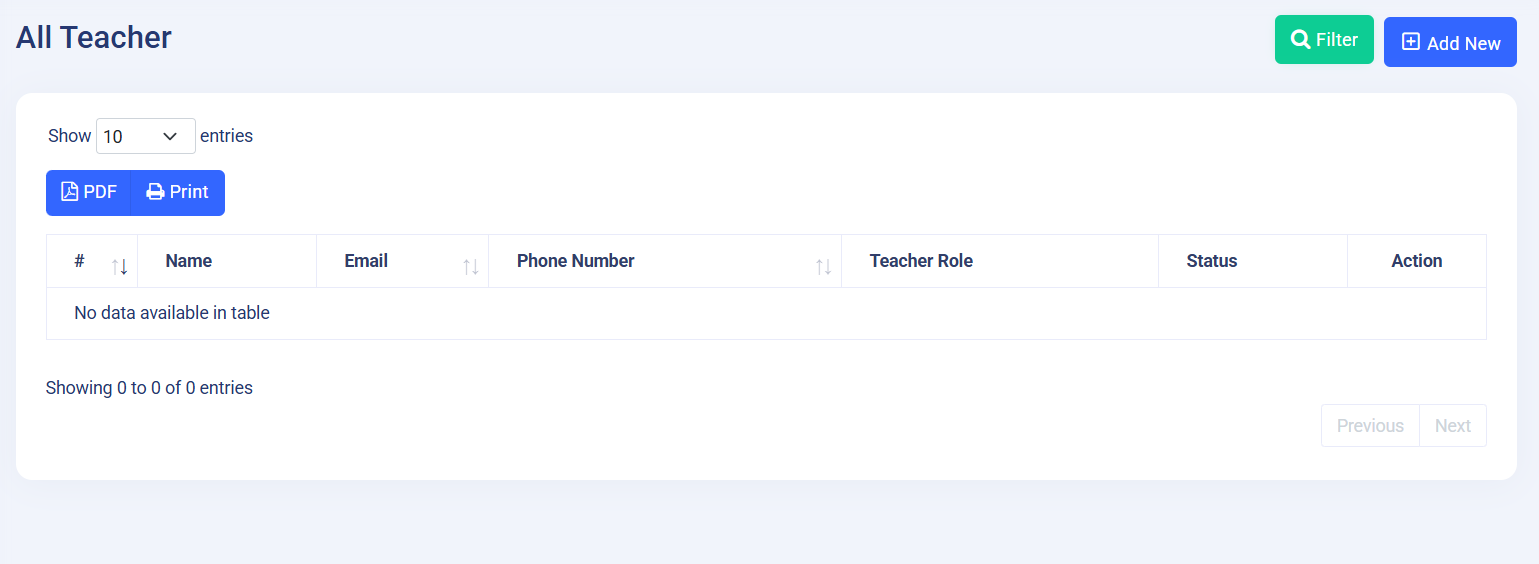 All Teacher
Filter
Add New
Show 10 entries
PDF Print
# Name Email Phone Number Teacher Role Status Action
No data available in table
Showing 0 to 0 of 0 entries
Previous Next